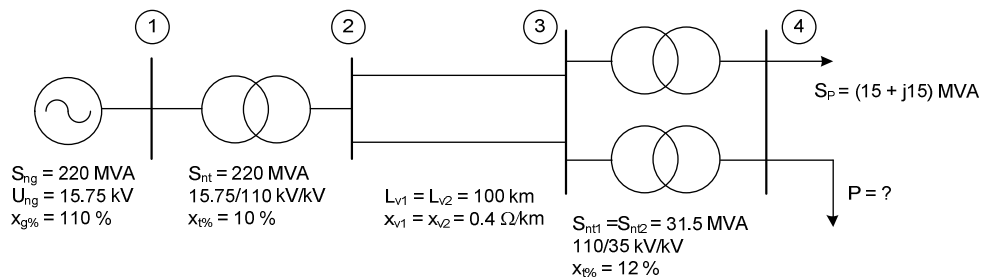 1
2
3
4
S_P = (15 + j15) MVA
S_ng = 220 MVA
U_ng = 15.75 kV
x_g% = 110 %
S_nt = 220 MVA
15.75/110 kV/kV
x_t% = 10 %
L_v1 = L_v2 = 100 km
x_v1 = x_v2 = 0.4 Ω/km
S_nt1 =S_nt2 = 31.5 MVA
110/35 kV/kV
x_t% = 12 %
P = ?